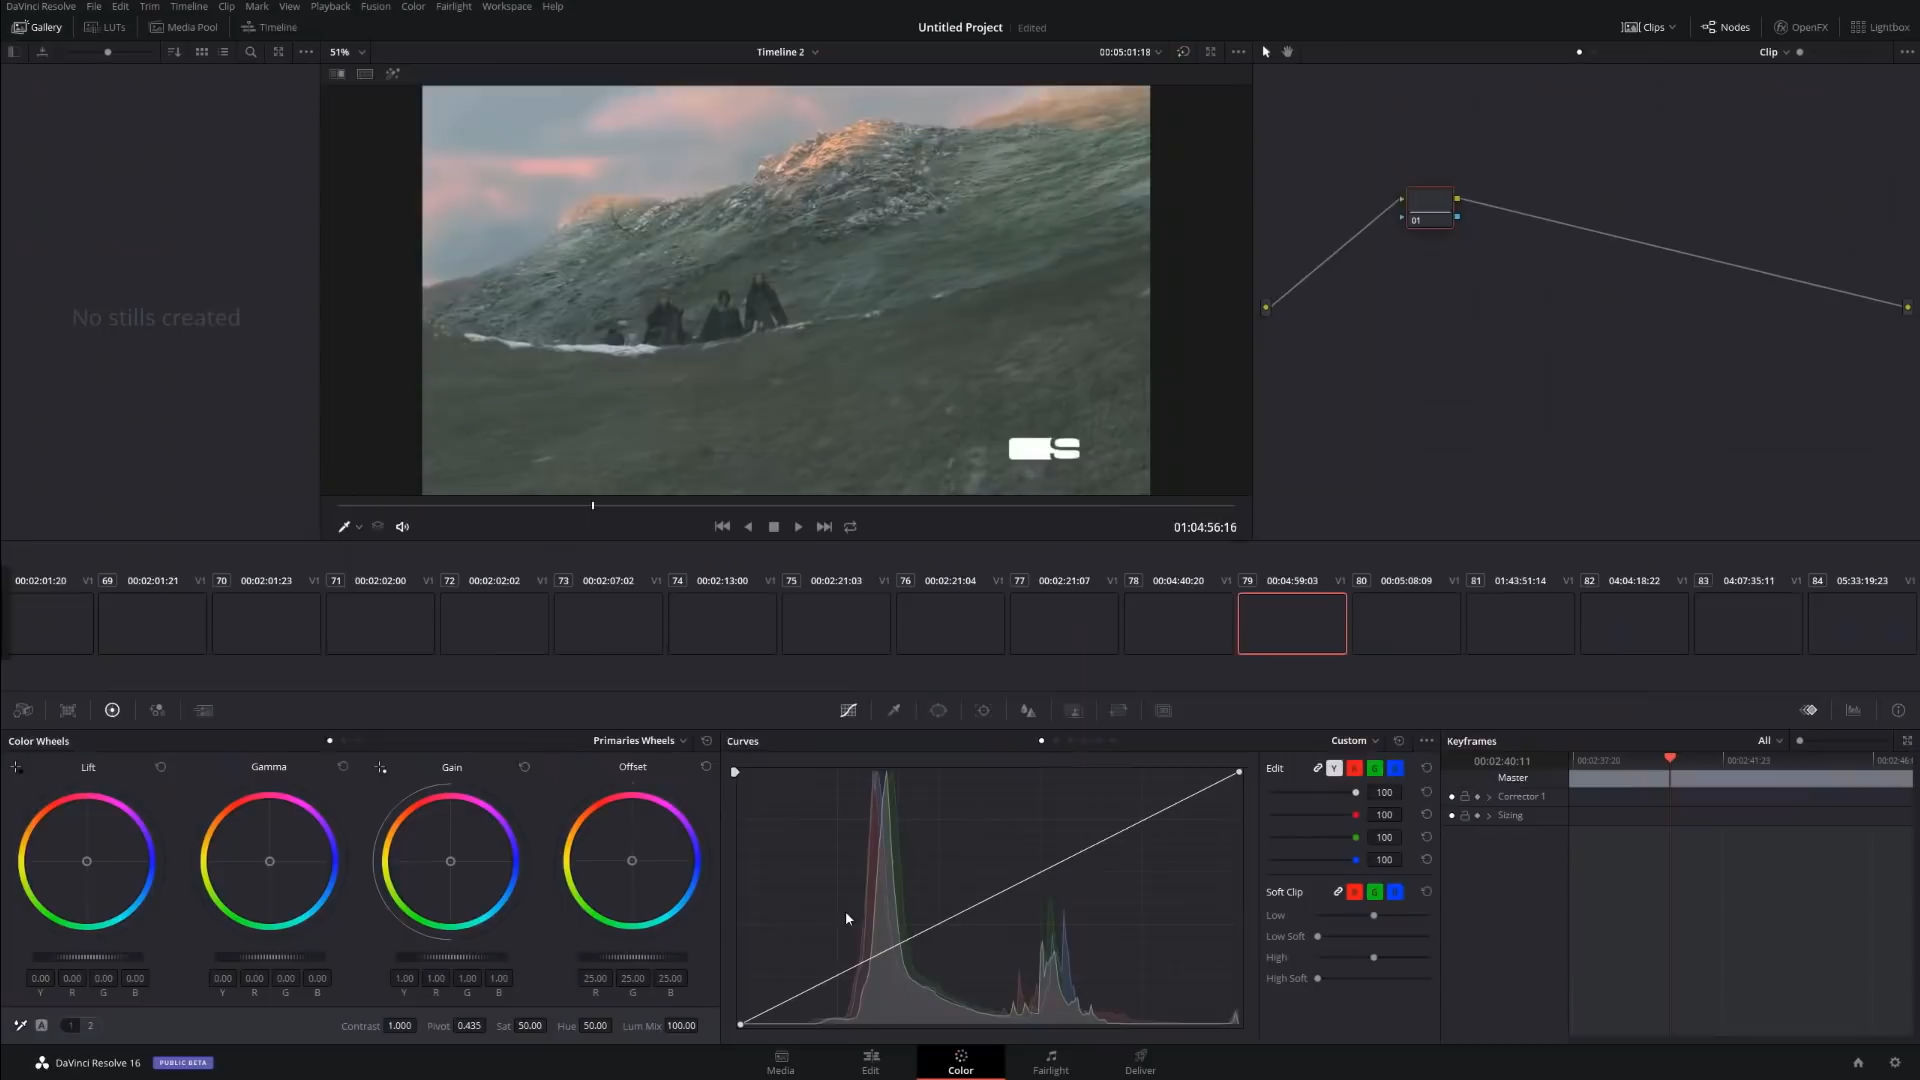 DaVinci Resolve File Edit Trim Timeline Clip Mark View Playback Fusion Color Fairlight Workspace Help
Gallery LUTs Media Pool Timeline Untitled Project Edited Clips Nodes OpenFX Lightbox
51% Timeline 2 00:05:01:18 Clip
No stills created
01
S
01:04:56:16
00:02:01:20 V1 69 00:02:01:21 V1 70 00:02:01:23 V1 71 00:02:02:00 V1 72 00:02:02:02 V1 73 00:02:07:02 V1 74 00:02:13:00 V1 75 00:02:21:03 V1 76 00:02:21:04 V1 77 00:02:21:07 V1 78 00:04:40:20 V1 79 00:04:59:03 V1 80 00:05:08:09 V1 81 01:43:51:14 V1 82 04:04:18:22 V1 83 04:07:35:11 V1 84 05:33:19:23 V1
Color Wheels Primaries Wheels Curves Custom Keyframes All
Lift Gamma Gain Offset Edit Y R G B 00:02:40:11 00:02:37:20 00:02:41:23 00:02:46:
Master
100 Corrector 1
100 Sizing
100
100
Soft Clip R G B
Low
Low Soft
High
High Soft
0.00 0.00 0.00 0.00 0.00 0.00 0.00 0.00 1.00 1.00 1.00 1.00 25.00 25.00 25.00
Y R G B Y R G B Y R G B R G B
A 1 2 Contrast 1.000 Pivot 0.435 Sat 50.00 Hue 50.00 Lum Mix 100.00
DaVinci Resolve 16 PUBLIC BETA Media Edit Color Fairlight Deliver